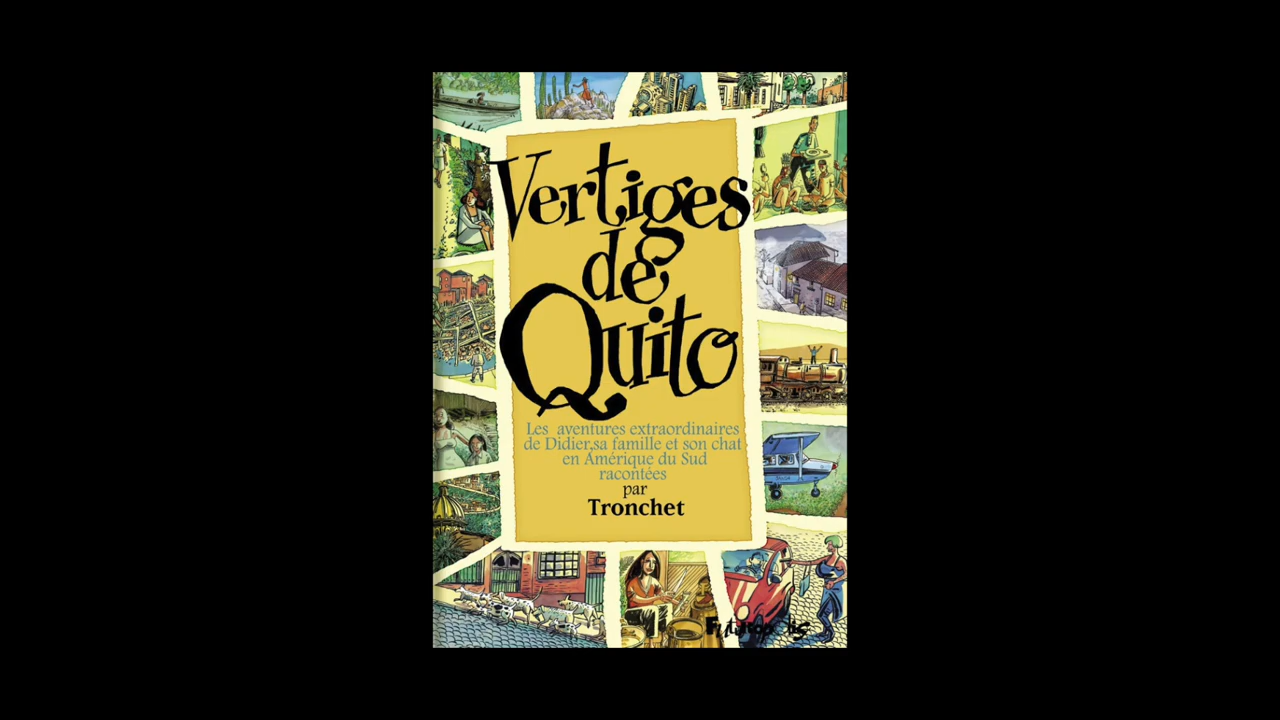 Vertiges
de
Quito
Les aventures extraordinaires
de Didier,sa famille et son chat
en Amérique du Sud
racontées
par
Tronchet
Futuropolis